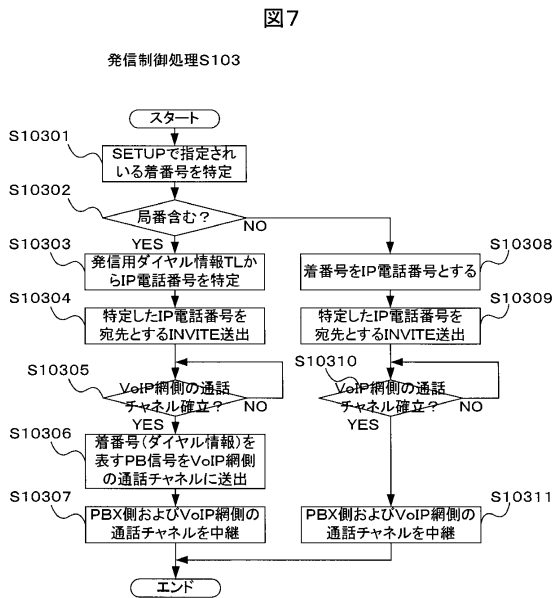 図7
発信制御処理S103
スタート
S10301
SETUPで指定され
いる着番号を特定
S10302
局番含む？
YES
NO
S10303
発信用ダイヤル情報TLか
らIP電話番号を特定
S10308
着番号をIP電話番号とする
S10304
特定したIP電話番号を
宛先とするINVITE送出
S10309
特定したIP電話番号を
宛先とするINVITE送出
S10305
VoIP網側の通話
チャネル確立？
YES
NO
S10310
VoIP網側の通話
チャネル確立？
YES
NO
S10306
着番号（ダイヤル情報）を
表すPB信号をVoIP網側
の通話チャネルに送出
S10307
PBX側およびVoIP網側の
通話チャネルを中継
S10311
PBX側およびVoIP網側の
通話チャネルを中継
エンド